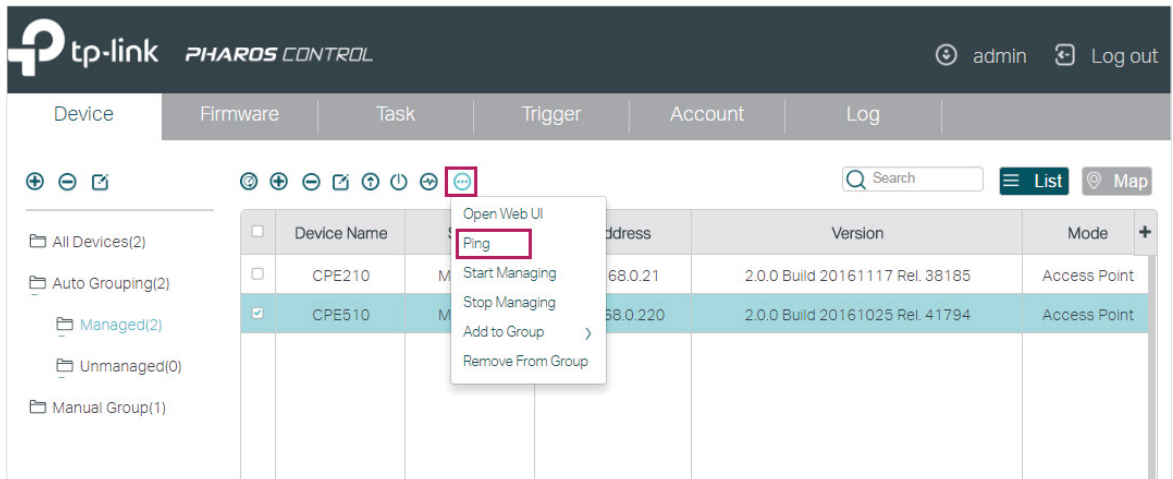 tp-link PHAROS CONTROL
admin Log out
Device Firmware Task Trigger Account Log
Search List Map
All Devices(2)
Auto Grouping(2)
Managed(2)
Unmanaged(0)
Manual Group(1)
Device Name S ddress Version Mode +
CPE210 M 68.0.21 2.0.0 Build 20161117 Rel. 38185 Access Point
CPE510 M 68.0.220 2.0.0 Build 20161025 Rel. 41794 Access Point
Open Web UI
Ping
Start Managing
Stop Managing
Add to Group
Remove From Group